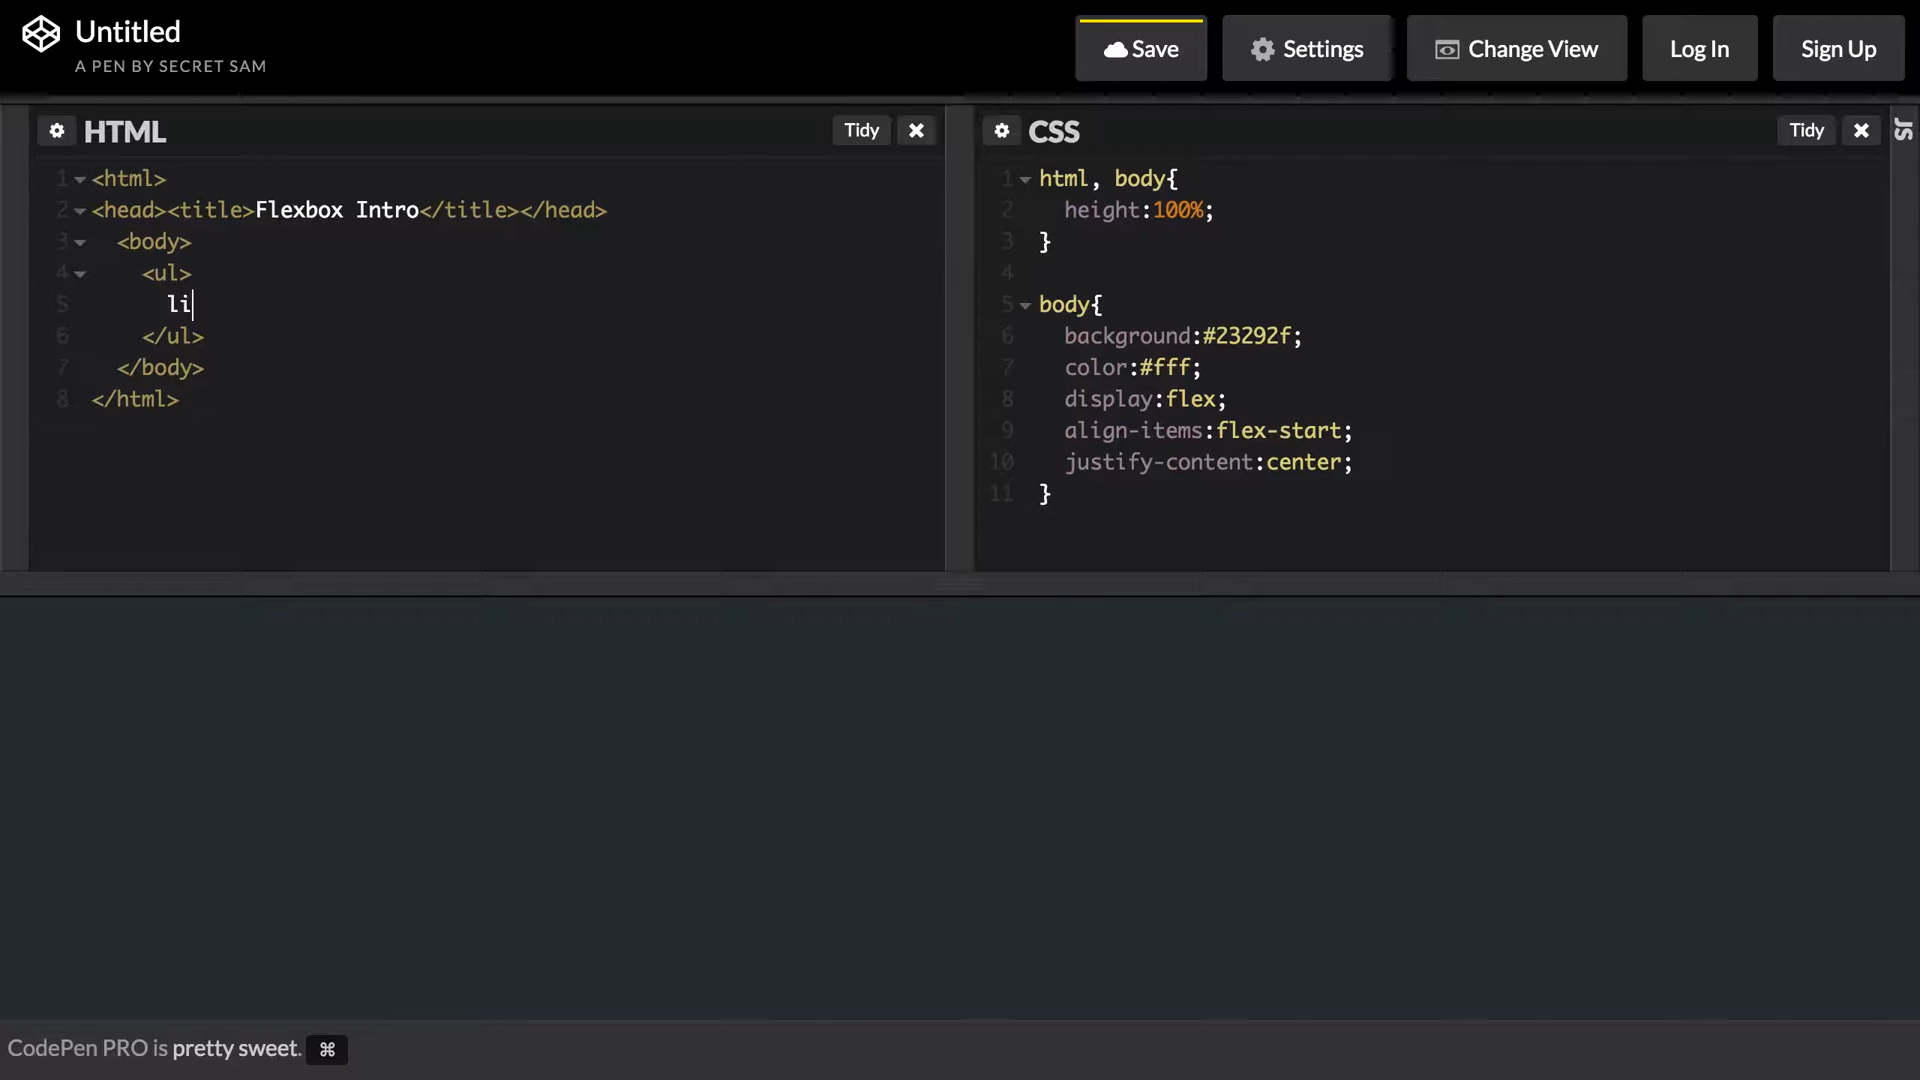 Untitled
A PEN BY SECRET SAM
Save
Settings
Change View
Log In
Sign Up
HTML
Tidy
1 <html>
2 <head><title>Flexbox Intro</title></head>
3 <body>
4 <ul>
5 li
6 </ul>
7 </body>
8 </html>
CSS
Tidy
JS
1 html, body{
2 height:100%;
3 }
4
5 body{
6 background:#23292f;
7 color:#fff;
8 display:flex;
9 align-items:flex-start;
10 justify-content:center;
11 }
CodePen PRO is pretty sweet. ⌘